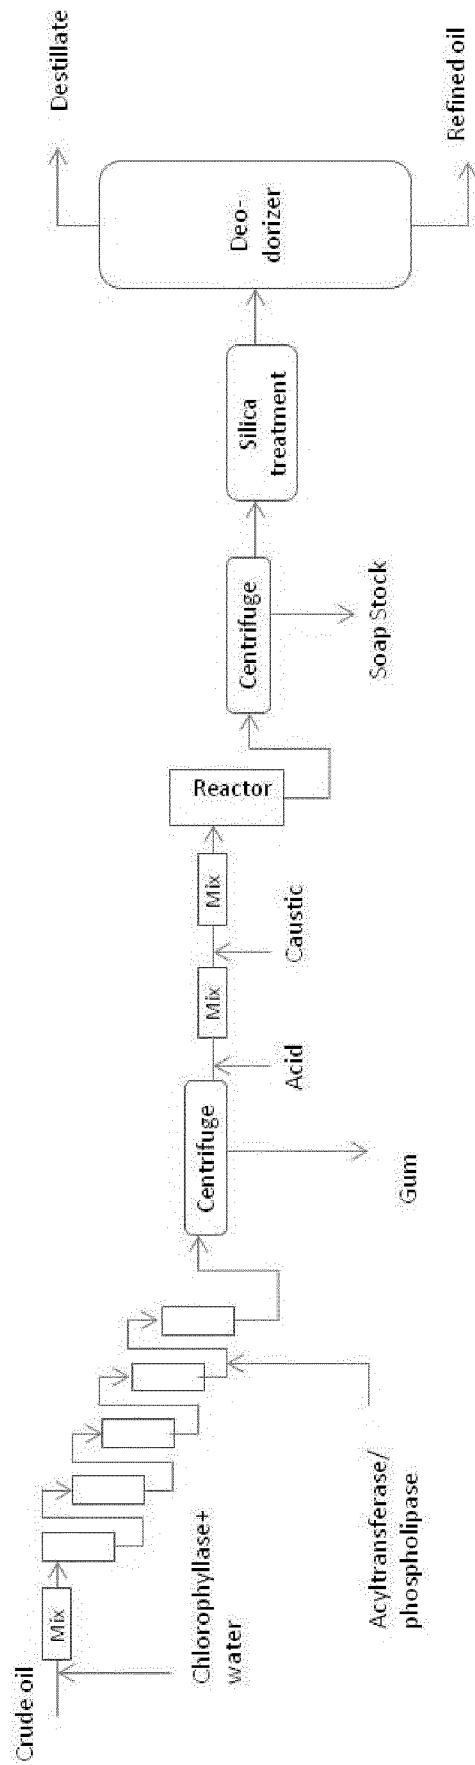 Crude oil
Mix
Chlorophyllase+
water
Acyltransferase/
phospholipase
Centrifuge
Gum
Acid
Mix
Caustic
Mix
Reactor
Centrifuge
Soap Stock
Silica
treatment
Deo-
dorizer
Destillate
Refined oil